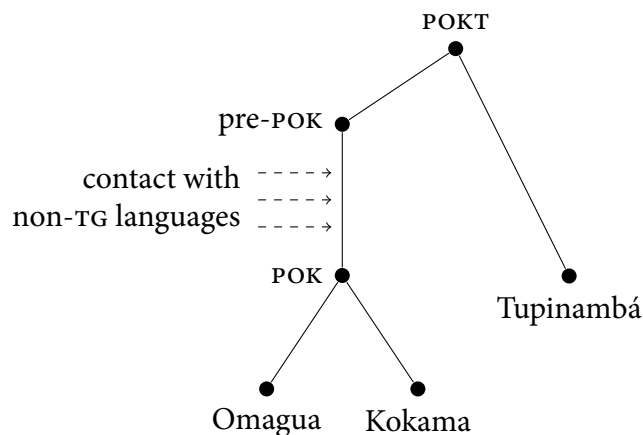 POKT
pre-POK
contact with
non-TG languages
POK
Tupinambá
Omagua
Kokama